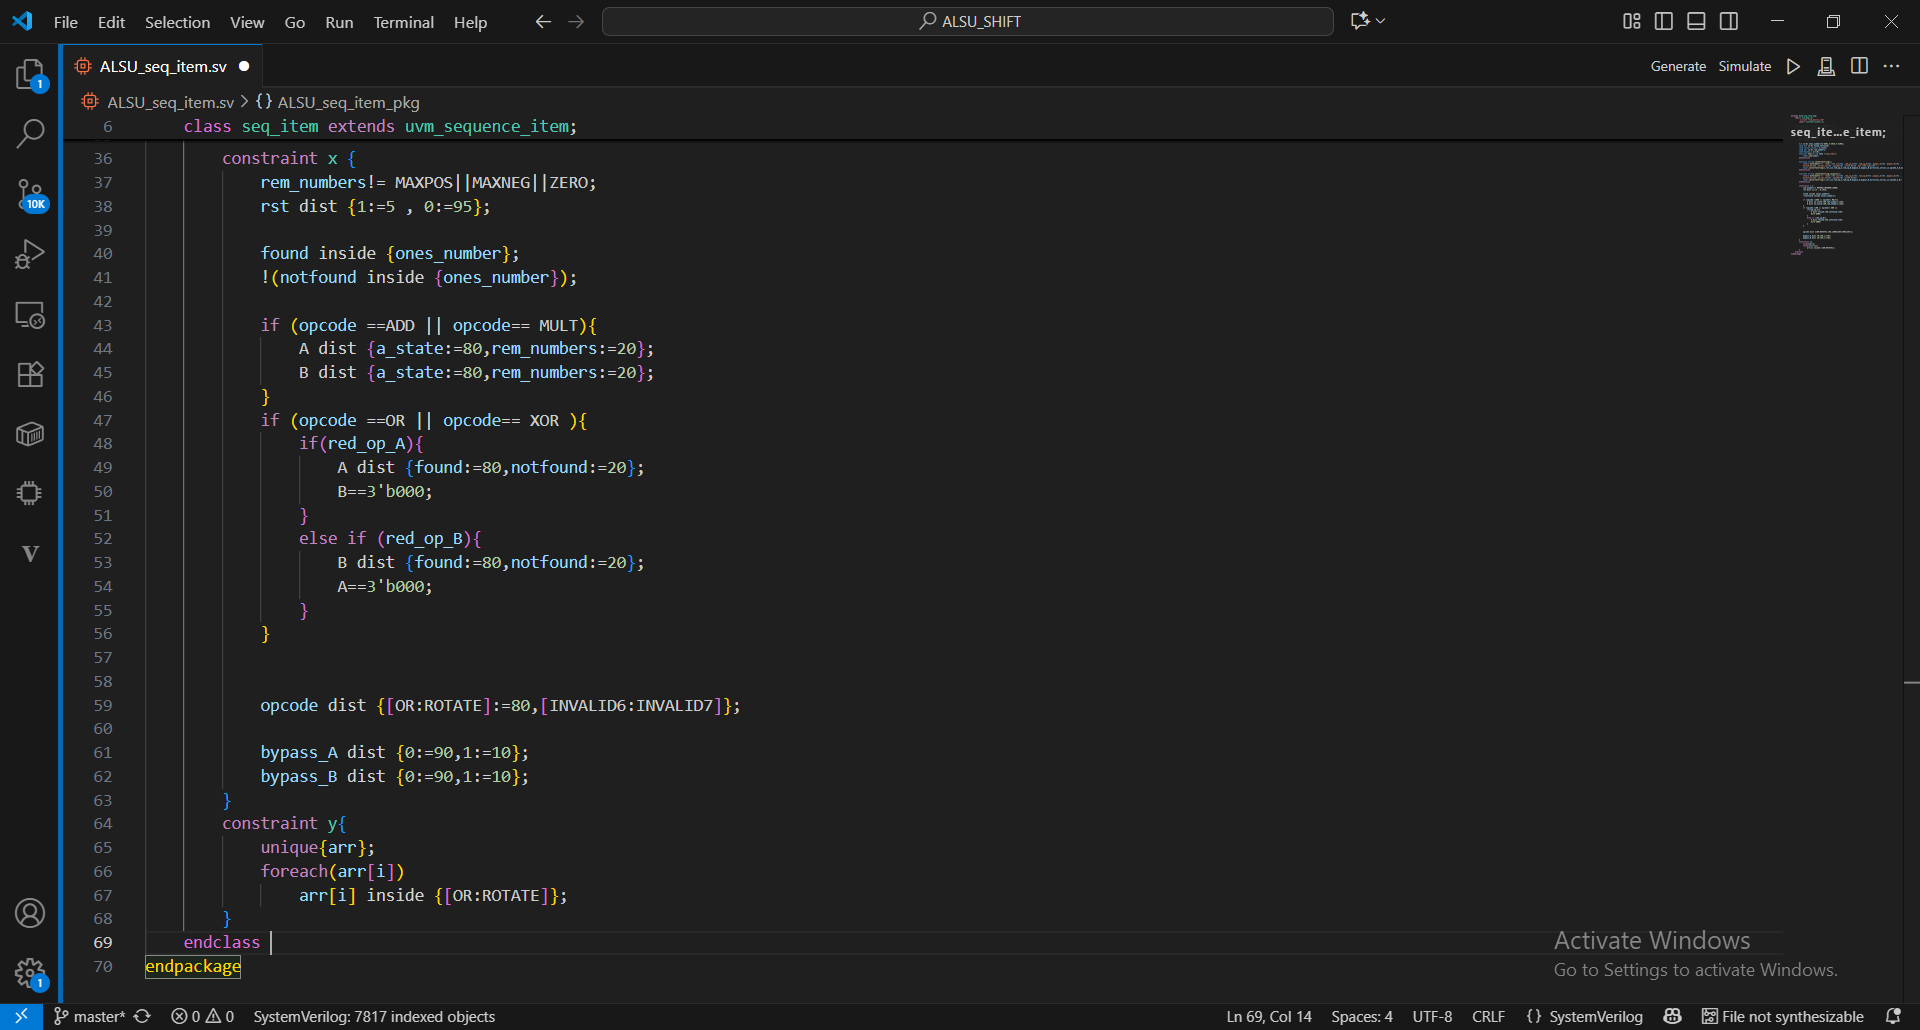 File Edit Selection View Go Run Terminal Help
ALSU_SHIFT
ALSU_seq_item.sv
Generate Simulate
ALSU_seq_item.sv > {} ALSU_seq_item_pkg
6 class seq_item extends uvm_sequence_item;
seq_ite...e_item;
36 constraint x {
37 rem_numbers!= MAXPOS||MAXNEG||ZERO;
38 rst dist {1:=5 , 0:=95};
39
40 found inside {ones_number};
41 !(notfound inside {ones_number});
42
43 if (opcode ==ADD || opcode== MULT){
44 A dist {a_state:=80,rem_numbers:=20};
45 B dist {a_state:=80,rem_numbers:=20};
46 }
47 if (opcode ==OR || opcode== XOR ){
48 if(red_op_A){
49 A dist {found:=80,notfound:=20};
50 B==3'b000;
51 }
52 else if (red_op_B){
53 B dist {found:=80,notfound:=20};
54 A==3'b000;
55 }
56 }
57
58
59 opcode dist {[OR:ROTATE]:=80,[INVALID6:INVALID7]};
60
61 bypass_A dist {0:=90,1:=10};
62 bypass_B dist {0:=90,1:=10};
63 }
64 constraint y{
65 unique{arr};
66 foreach(arr[i])
67 arr[i] inside {[OR:ROTATE]};
68 }
69 endclass
70 endpackage
1
10K
V
1
Activate Windows
Go to Settings to activate Windows.
master* 0 0 SystemVerilog: 7817 indexed objects Ln 69, Col 14 Spaces: 4 UTF-8 CRLF {} SystemVerilog File not synthesizable